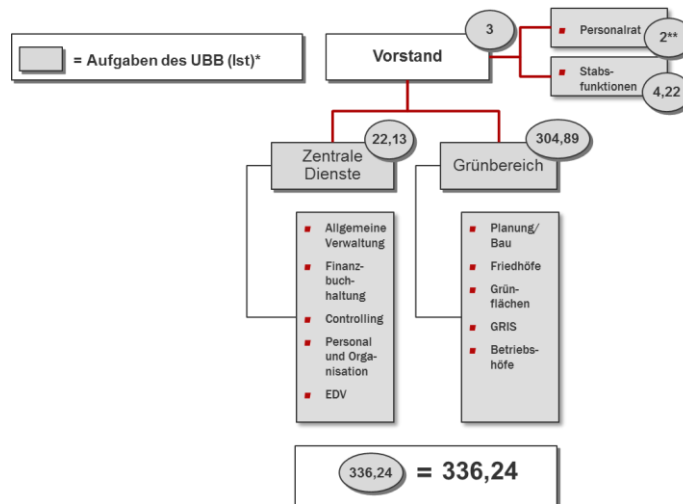 = Aufgaben des UBB (Ist)*
Vorstand
3
Personalrat
2**
Stabs-
funktionen
4,22
Zentrale
Dienste
22,13
Grünbereich
304,89
Allgemeine
Verwaltung
Finanz-
buch-
haltung
Controlling
Personal
und Orga-
nisation
EDV
Planung/
Bau
Friedhöfe
Grün-
flächen
GRIS
Betriebs-
höfe
336,24 = 336,24